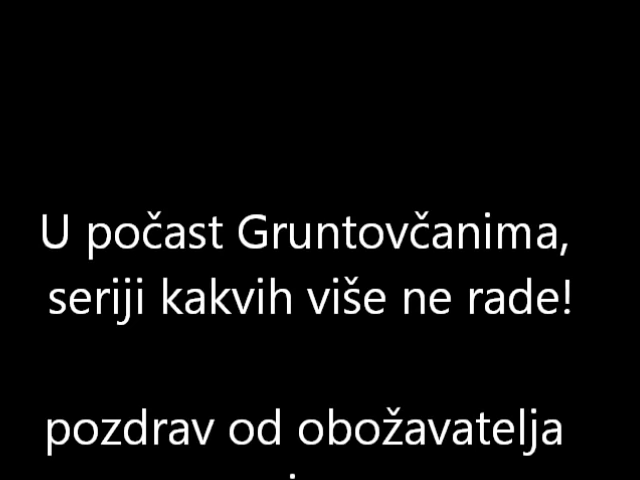 U počast Gruntovčanima,
seriji kakvih više ne rade!
pozdrav od obožavatelja